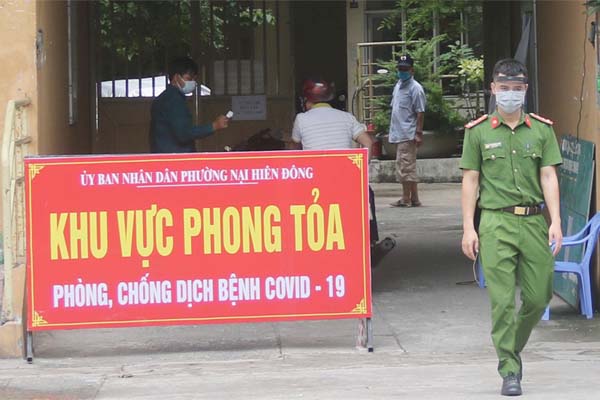 ỦY BAN NHÂN DÂN PHƯỜNG NẠI HIÊN ĐÔNG
KHU VỰC PHONG TỎA
PHÒNG, CHỐNG DỊCH BỆNH COVID - 19